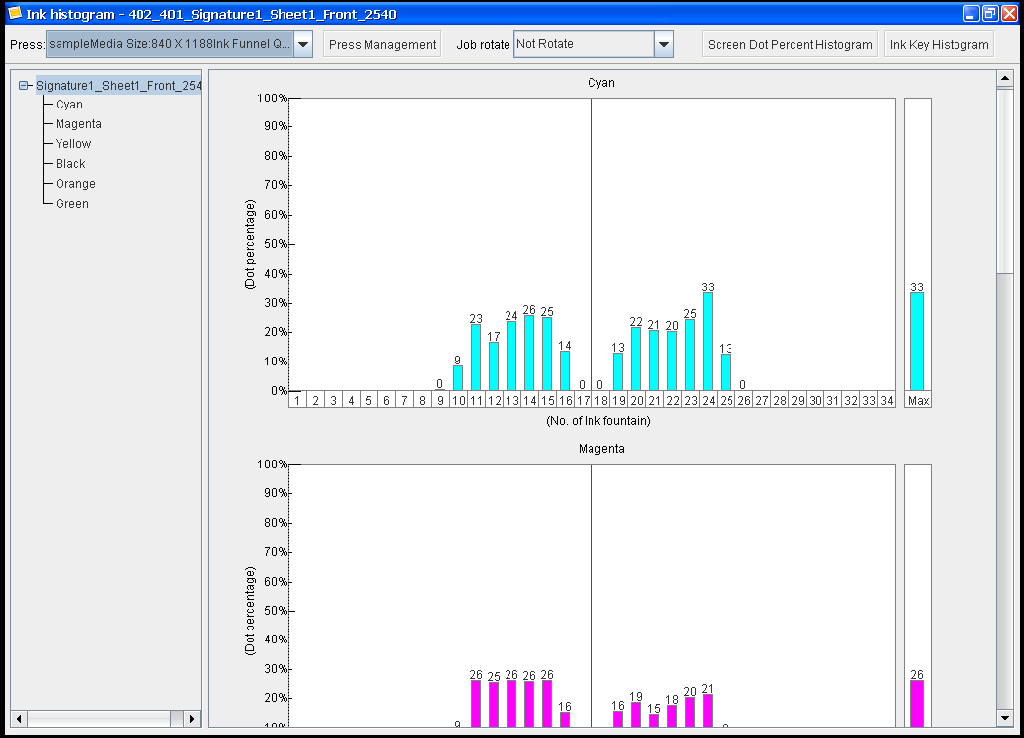 Ink histogram - 402_401_Signature1_Sheet1_Front_2540
Press: sampleMedia Size:840 X 1188Ink Funnel Q... Press Management Job rotate Not Rotate Screen Dot Percent Histogram Ink Key Histogram
Signature1_Sheet1_Front_254
Cyan
Magenta
Yellow
Black
Orange
Green
Cyan
100%
90%
80%
70%
60%
50%
40%
30%
20%
10%
0%
(Dot percentage)
0 9 23 17 24 26 25 14 0 0 13 22 21 20 25 33 13 0 33
1 2 3 4 5 6 7 8 9 10 11 12 13 14 15 16 17 18 19 20 21 22 23 24 25 26 27 28 29 30 31 32 33 34 Max
(No. of Ink fountain)
Magenta
100%
90%
80%
70%
60%
50%
40%
30%
20%
10%
(Dot percentage)
9 26 25 26 26 26 16 16 19 15 18 20 21 26